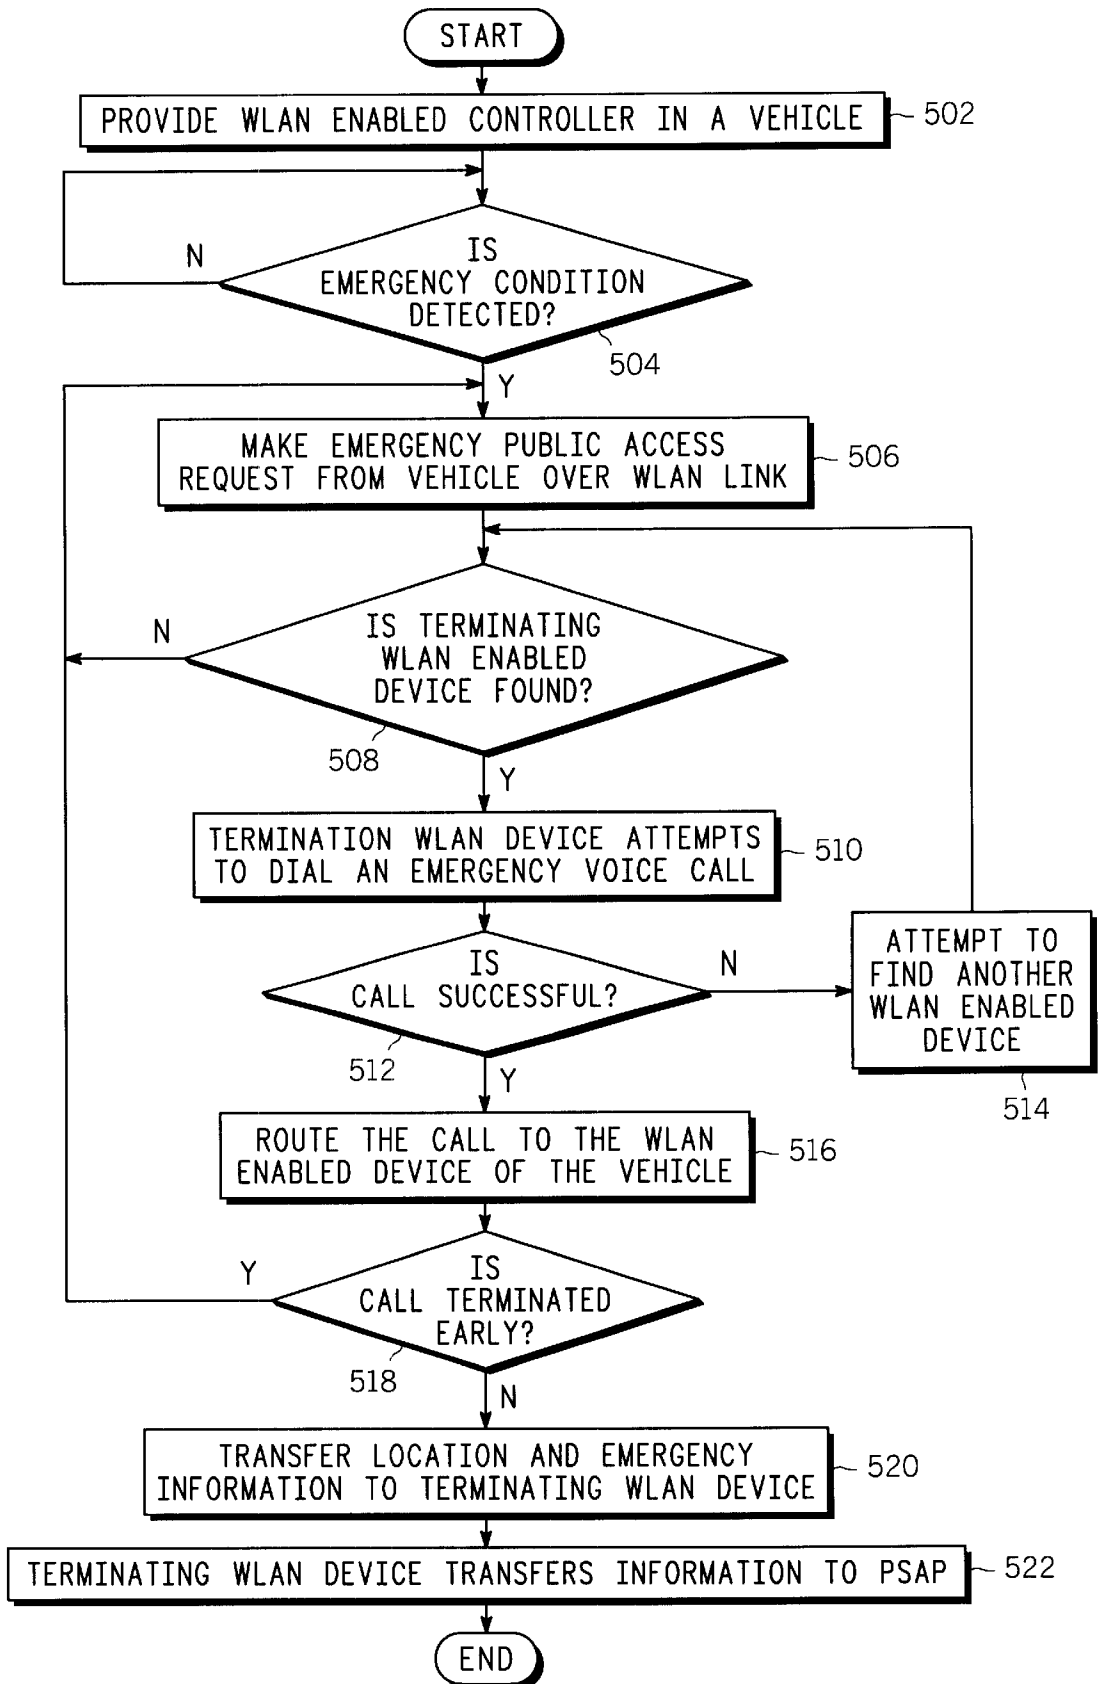 START
PROVIDE WLAN ENABLED CONTROLLER IN A VEHICLE
502
N
IS
EMERGENCY CONDITION
DETECTED?
504
Y
MAKE EMERGENCY PUBLIC ACCESS
REQUEST FROM VEHICLE OVER WLAN LINK
506
N
IS TERMINATING
WLAN ENABLED
DEVICE FOUND?
508
Y
TERMINATION WLAN DEVICE ATTEMPTS
TO DIAL AN EMERGENCY VOICE CALL
510
IS
CALL SUCCESSFUL?
N
512
Y
ATTEMPT TO
FIND ANOTHER
WLAN ENABLED
DEVICE
514
ROUTE THE CALL TO THE WLAN
ENABLED DEVICE OF THE VEHICLE
516
Y
IS
CALL TERMINATED
EARLY?
518
N
TRANSFER LOCATION AND EMERGENCY
INFORMATION TO TERMINATING WLAN DEVICE
520
TERMINATING WLAN DEVICE TRANSFERS INFORMATION TO PSAP
522
END